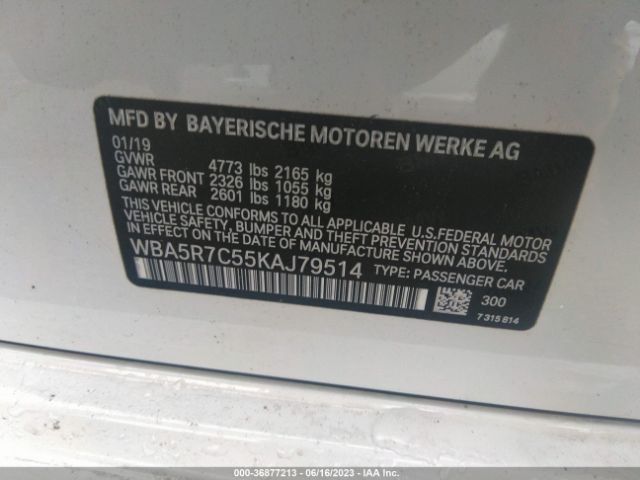 MFD BY BAYERISCHE MOTOREN WERKE AG
01/19
GVWR 4773 lbs 2165 kg
GAWR FRONT 2326 lbs 1055 kg
GAWR REAR 2601 lbs 1180 kg
THIS VEHICLE CONFORMS TO ALL APPLICABLE U.S.FEDERAL MOTOR
VEHICLE SAFETY, BUMPER AND THEFT PREVENTION STANDARDS
IN EFFECT ON THE DATE OF MANUFACTURE SHOWN ABOVE.
WBA5R7C55KAJ79514 TYPE: PASSENGER CAR
300
7 315 814
000-36877213 - 06/16/2023 - IAA Inc.